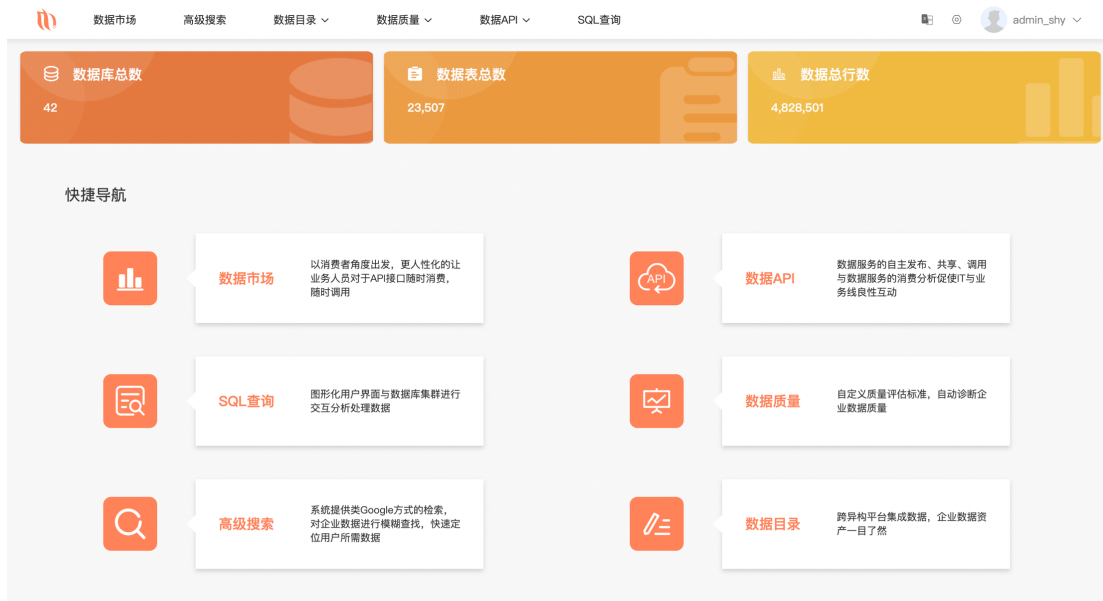 数据市场 高级搜索 数据目录 数据质量 数据API SQL查询 admin_shy
数据库总数
42
数据表总数
23,507
数据总行数
4,828,501
快捷导航
数据市场
以消费者角度出发，更人性化的让
业务人员对于API接口随时消费，
随时调用
API
数据API
数据服务的自主发布、共享、调用
与数据服务的消费分析促使IT与业
务线良性互动
SQL查询
图形化用户界面与数据库集群进行
交互分析处理数据
数据质量
自定义质量评估标准，自动诊断企
业数据质量
高级搜索
系统提供类Google方式的检索，
对企业数据进行模糊查找，快速定
位用户所需数据
数据目录
跨异构平台集成数据，企业数据资
产一目了然